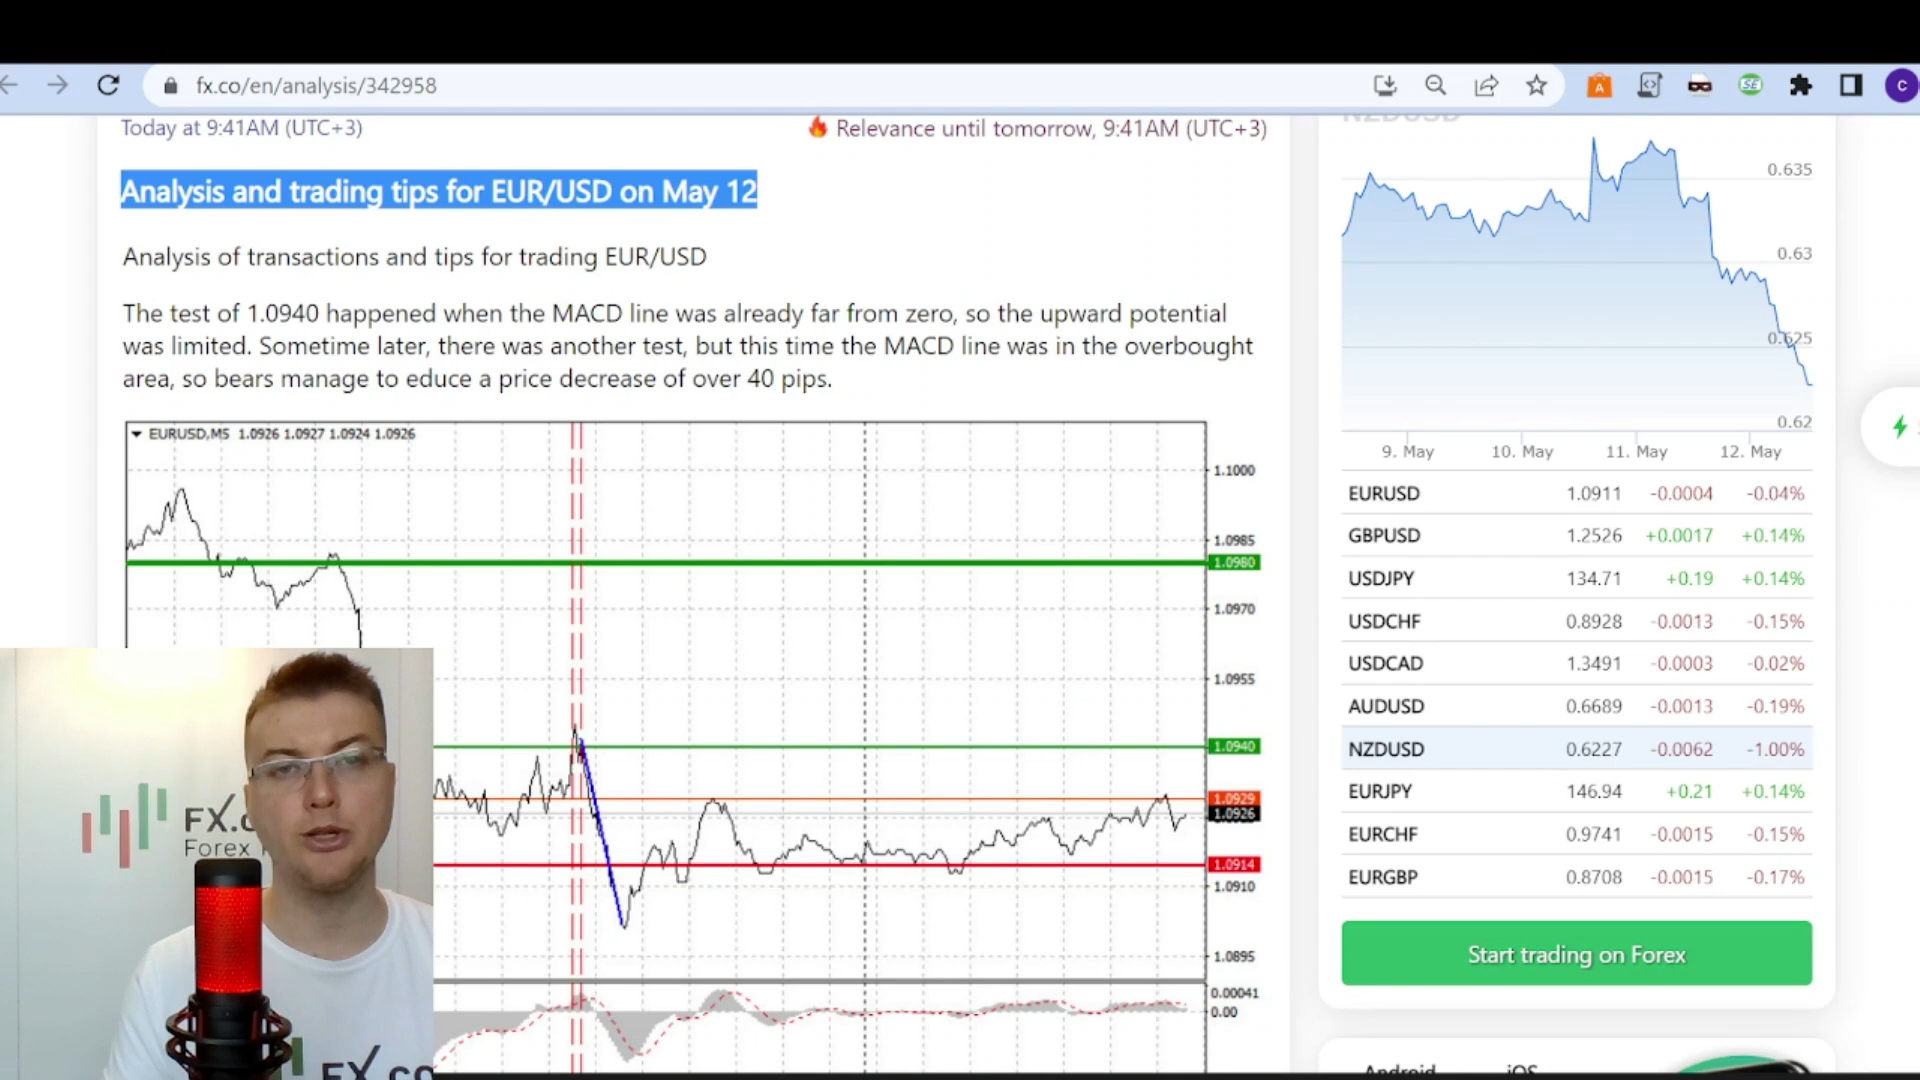 fx.co/en/analysis/342958
A
SE
C
Today at 9:41AM (UTC+3)
Relevance until tomorrow, 9:41AM (UTC+3)
Analysis and trading tips for EUR/USD on May 12
Analysis of transactions and tips for trading EUR/USD
The test of 1.0940 happened when the MACD line was already far from zero, so the upward potential
was limited. Sometime later, there was another test, but this time the MACD line was in the overbought
area, so bears manage to educe a price decrease of over 40 pips.
EURUSD,M5 1.0926 1.0927 1.0924 1.0926
1.1000
1.0985
1.0980
1.0970
1.0955
1.0940
1.0929
1.0926
1.0914
1.0910
1.0895
0.00041
0.00
FX.c
Forex
FX.co
NZDUSD
0.635
0.63
0.625
0.62
9. May 10. May 11. May 12. May
EURUSD 1.0911 -0.0004 -0.04%
GBPUSD 1.2526 +0.0017 +0.14%
USDJPY 134.71 +0.19 +0.14%
USDCHF 0.8928 -0.0013 -0.15%
USDCAD 1.3491 -0.0003 -0.02%
AUDUSD 0.6689 -0.0013 -0.19%
NZDUSD 0.6227 -0.0062 -1.00%
EURJPY 146.94 +0.21 +0.14%
EURCHF 0.9741 -0.0015 -0.15%
EURGBP 0.8708 -0.0015 -0.17%
Start trading on Forex
Android iOS